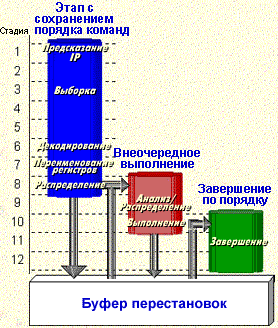 Этап с
сохранением
порядка команд
Стадия
1
2
3
4
5
6
7
8
9
10
11
12
Предсказание
IP
Выборка
Декодирование
Переименование
регистров
Распределение
Внеочередное
выполнение
Анализ/
Распределение
Выполнение
Завершение
по порядку
Завершение
Буфер перестановок